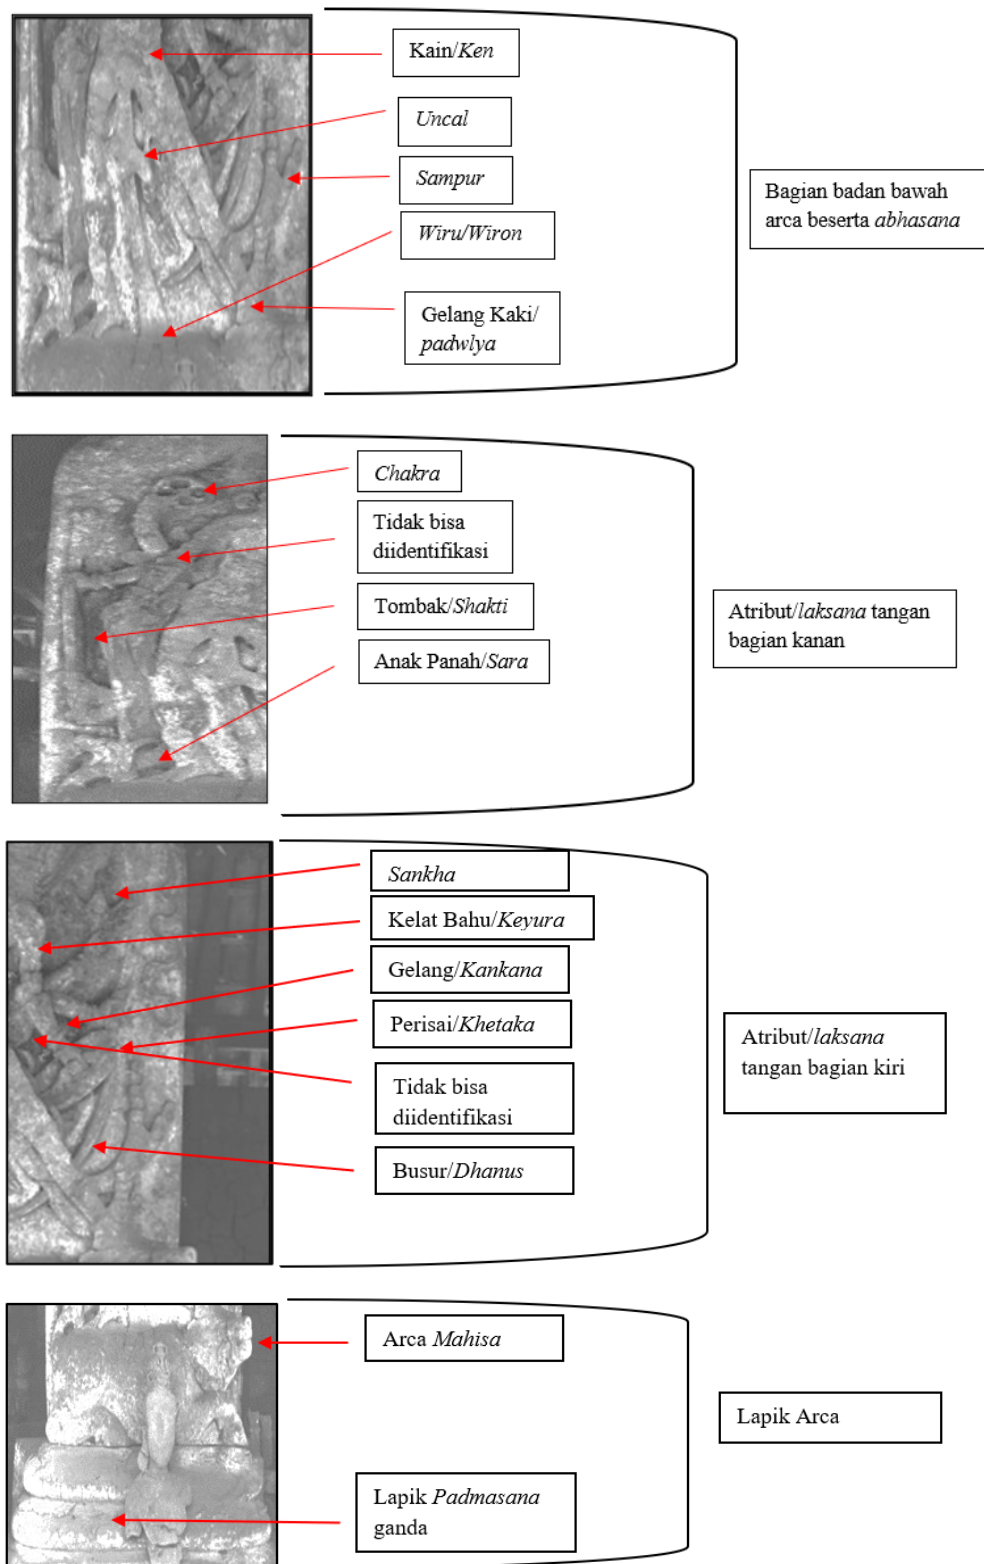 Kain/Ken
Uncal
Sampur
Wiru/Wiron
Gelang Kaki/
padwlya
Bagian badan bawah
arca beserta abhasana
Chakra
Tidak bisa
diidentifikasi
Tombak/Shakti
Anak Panah/Sara
Atribut/laksana tangan
bagian kanan
Sankha
Kelat Bahu/Keyura
Gelang/Kankana
Perisai/Khetaka
Tidak bisa
diidentifikasi
Busur/Dhanus
Atribut/laksana
tangan bagian kiri
Arca Mahisa
Lapik Padmasana
ganda
Lapik Arca